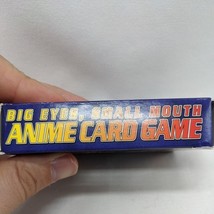 BIG EYES, SMALL MOUTH
ANIME CARD GAME